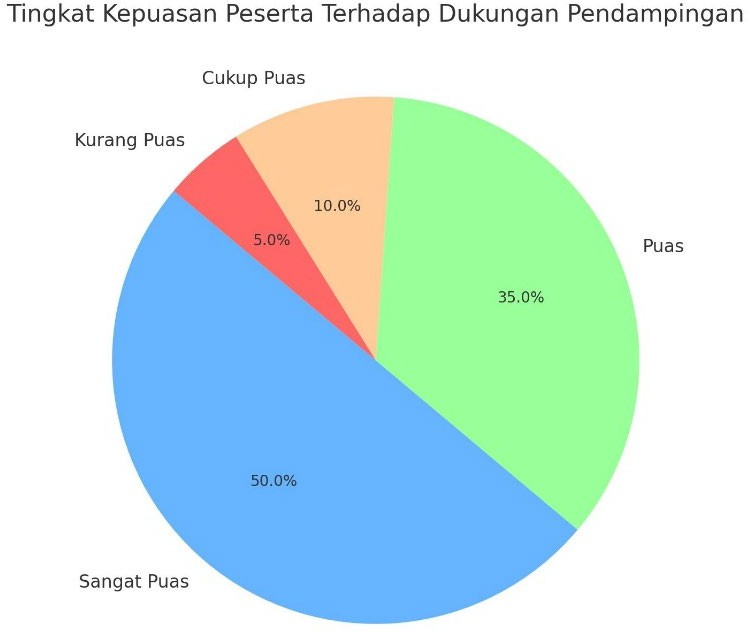 Tingkat Kepuasan Peserta Terhadap Dukungan Pendampingan
Cukup Puas
Kurang Puas
10.0%
5.0%
Puas
35.0%
50.0%
Sangat Puas